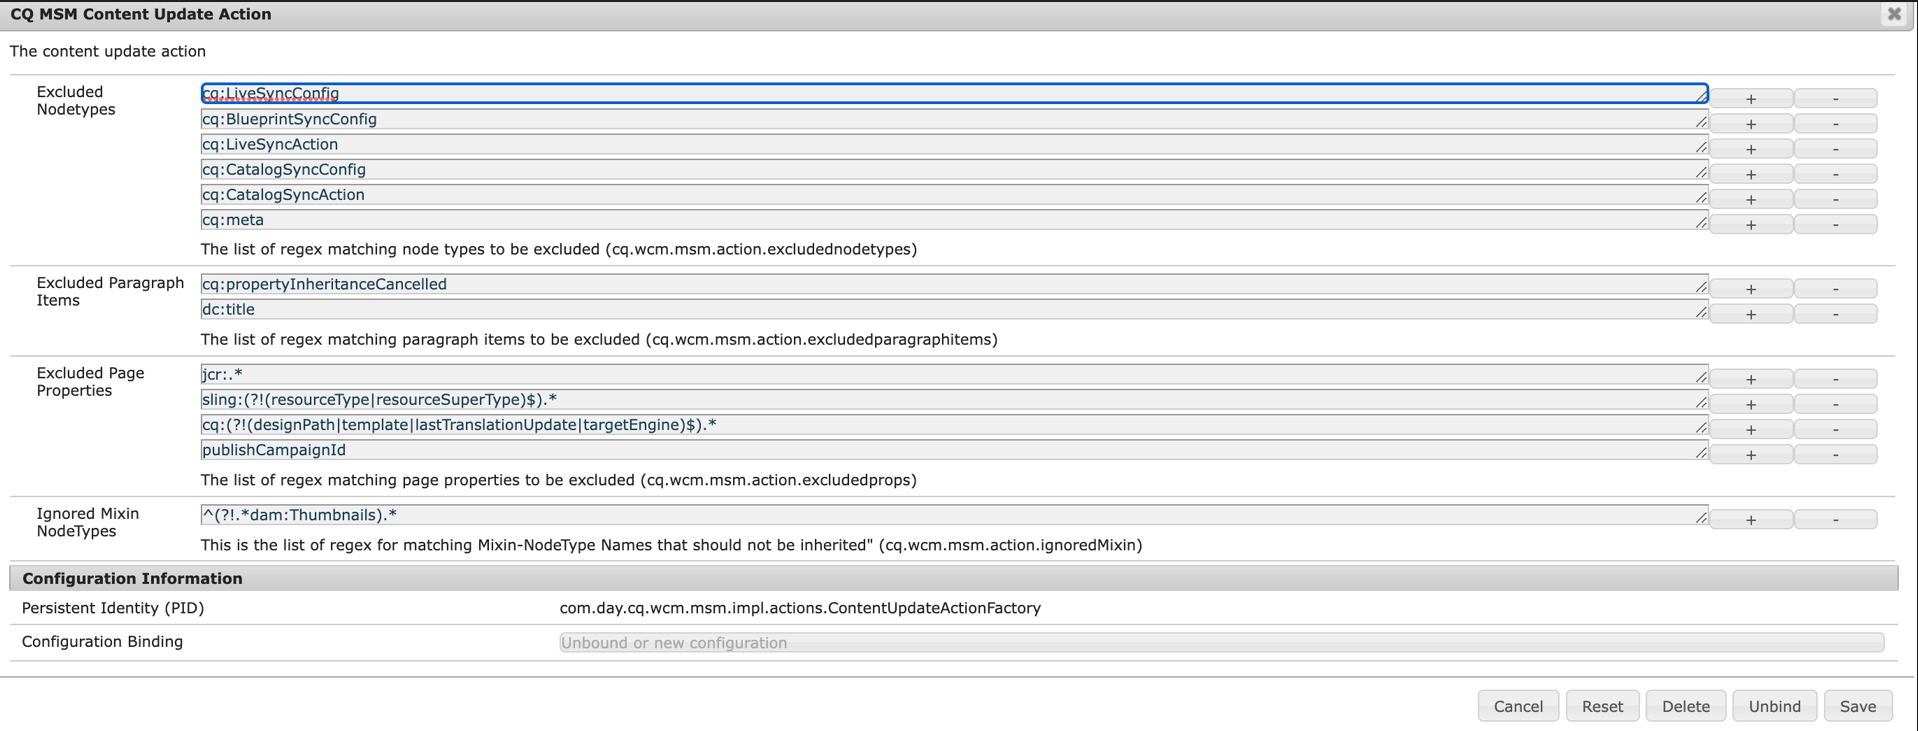 CQ MSM Content Update Action
The content update action
Excluded
Nodetypes
cq:LiveSyncConfig
+ -
cq:BlueprintSyncConfig
+ -
cq:LiveSyncAction
+ -
cq:CatalogSyncConfig
+ -
cq:CatalogSyncAction
+ -
cq:meta
+ -
The list of regex matching node types to be excluded (cq.wcm.msm.action.excludednodetypes)
Excluded Paragraph
Items
cq:propertyInheritanceCancelled
+ -
dc:title
+ -
The list of regex matching paragraph items to be excluded (cq.wcm.msm.action.excludedparagraphitems)
Excluded Page
Properties
jcr:.*
+ -
sling:(?!(resourceType|resourceSuperType)$).*
+ -
cq:(?!(designPath|template|lastTranslationUpdate|targetEngine)$).*
+ -
publishCampaignId
+ -
The list of regex matching page properties to be excluded (cq.wcm.msm.action.excludedprops)
Ignored Mixin
NodeTypes
^(?!.*dam:Thumbnails).*
+ -
This is the list of regex for matching Mixin-NodeType Names that should not be inherited" (cq.wcm.msm.action.ignoredMixin)
Configuration Information
Persistent Identity (PID) com.day.cq.wcm.msm.impl.actions.ContentUpdateActionFactory
Configuration Binding Unbound or new configuration
Cancel Reset Delete Unbind Save